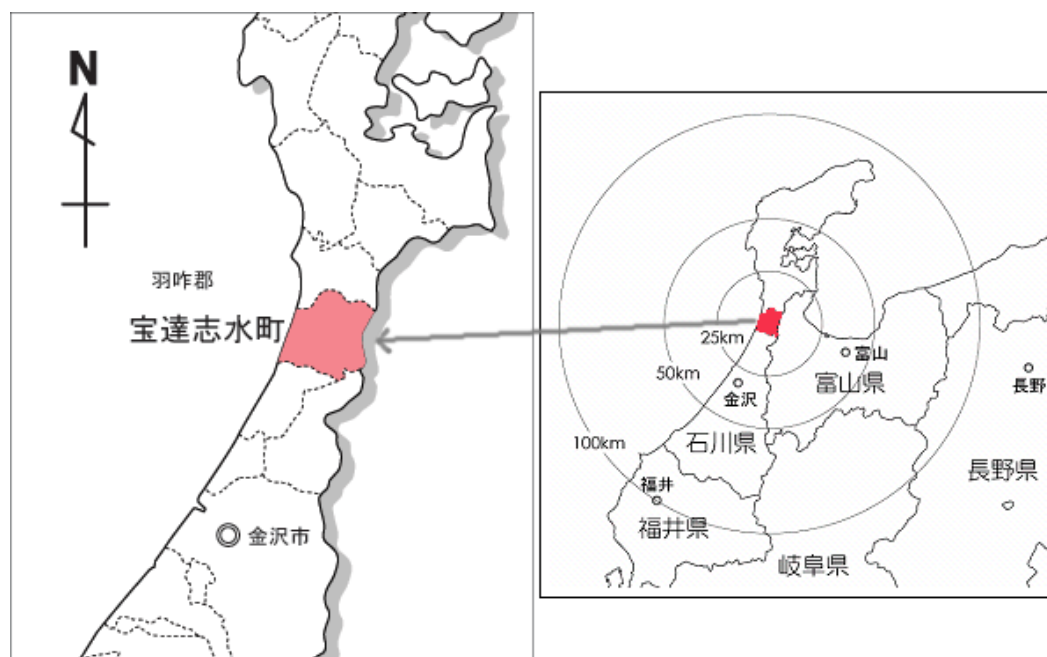 N
羽咋郡
宝達志水町
金沢市
25km
富山
50km
富山県
長野
金沢
100km
石川県
長野県
福井
福井県
岐阜県